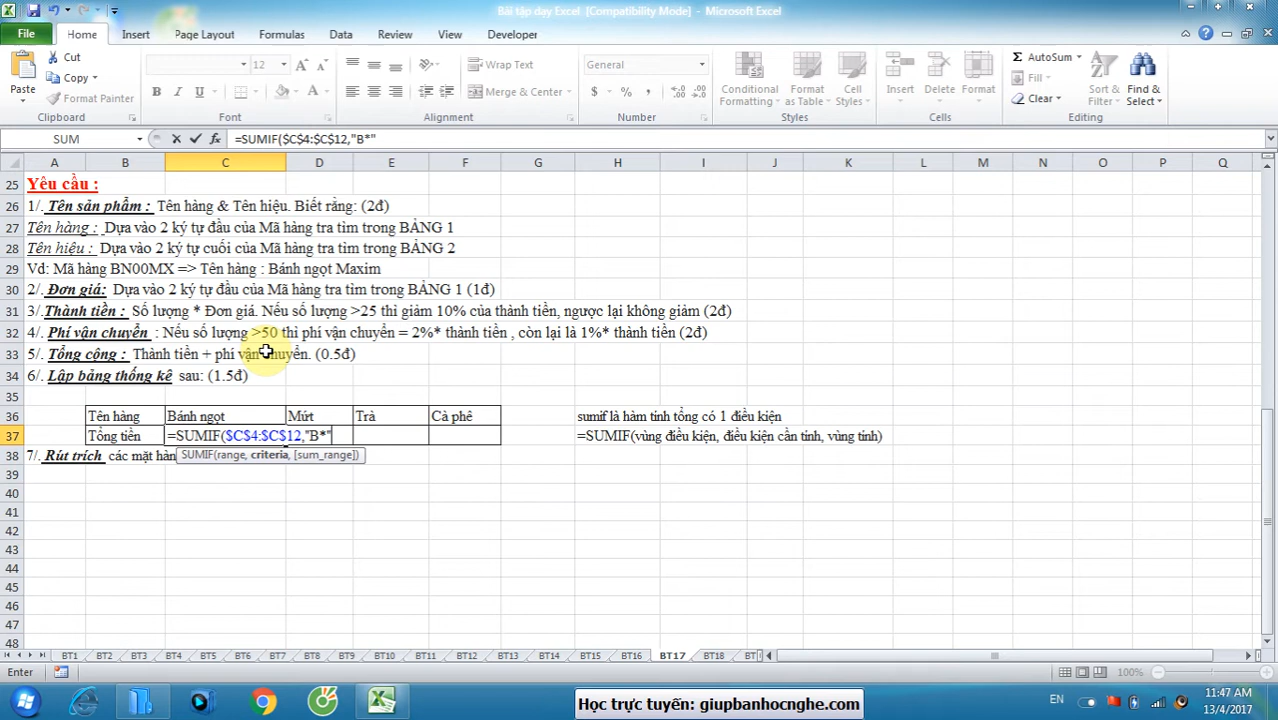 Bài tập dạy Excel [Compatibility Mode] - Microsoft Excel
File Home Insert Page Layout Formulas Data Review View Developer
Cut
Copy
Format Painter
Paste
12
Wrap Text
Merge & Center
General
Conditional Formatting
Format as Table
Cell Styles
Insert Delete Format
AutoSum
Fill
Clear
Sort & Filter
Find & Select
Clipboard Font Alignment Number Styles Cells Editing
SUM =SUMIF($C$4:$C$12,"B*"
A B C D E F G H I J K L M N O P Q
25 Yêu cầu :
26 1/. Tên sản phẩm : Tên hàng & Tên hiệu. Biết rằng: (2đ)
27 Tên hàng : Dựa vào 2 ký tự đầu của Mã hàng tra tìm trong BẢNG 1
28 Tên hiệu : Dựa vào 2 ký tự cuối của Mã hàng tra tìm trong BẢNG 2
29 Vd: Mã hàng BN00MX => Tên hàng : Bánh ngọt Maxim
30 2/. Đơn giá: Dựa vào 2 ký tự đầu của Mã hàng tra tìm trong BẢNG 1 (1đ)
31 3/.Thành tiền : Số lượng * Đơn giá. Nếu số lượng >25 thì giảm 10% của thành tiền, ngược lại không giảm (2đ)
32 4/. Phí vận chuyển : Nếu số lượng >50 thì phí vận chuyển = 2%* thành tiền , còn lại là 1%* thành tiền (2đ)
33 5/. Tổng cộng : Thành tiền + phí vận chuyển. (0.5đ)
34 6/. Lập bảng thống kê sau: (1.5đ)
35
36 Tên hàng Bánh ngọt Mứt Trà Cà phê sumif là hàm tính tổng có 1 điều kiện
37 Tổng tiền =SUMIF($C$4:$C$12,"B*" =SUMIF(vùng điều kiện, điều kiện cần tính, vùng tính)
38 7/. Rút trích các mặt hàn SUMIF(range, criteria, [sum_range])
39
40
41
42
43
44
45
46
47
48
BT1 BT2 BT3 BT4 BT5 BT6 BT7 BT8 BT9 BT10 BT11 BT12 BT13 BT14 BT15 BT16 BT17 BT18
Enter 100%
Học trực tuyến: giupbanhocnghe.com
EN
11:47 AM
13/4/2017